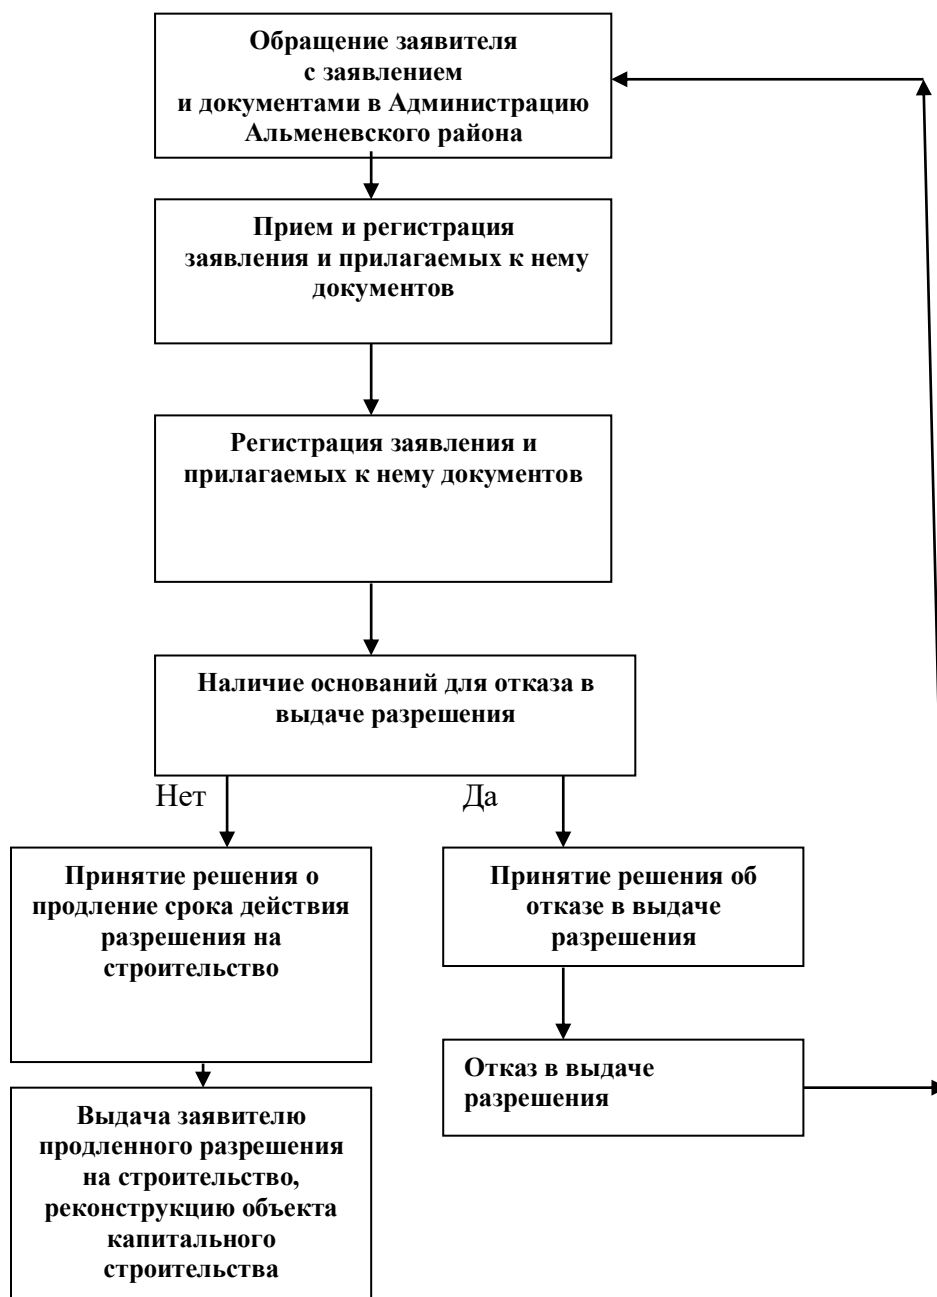 Обращение заявителя
с заявлением
и документами в Администрацию
Альменевского района
Прием и регистрация
заявления и прилагаемых к нему
документов
Регистрация заявления и
прилагаемых к нему документов
Наличие оснований для отказа в
выдаче разрешения
Нет
Да
Принятие решения о
продление срока действия
разрешения на
строительство
Принятие решения об
отказе в выдаче
разрешения
Отказ в выдаче
разрешения
Выдача заявителю
продленного разрешения
на строительство,
реконструкцию объекта
капитального
строительства